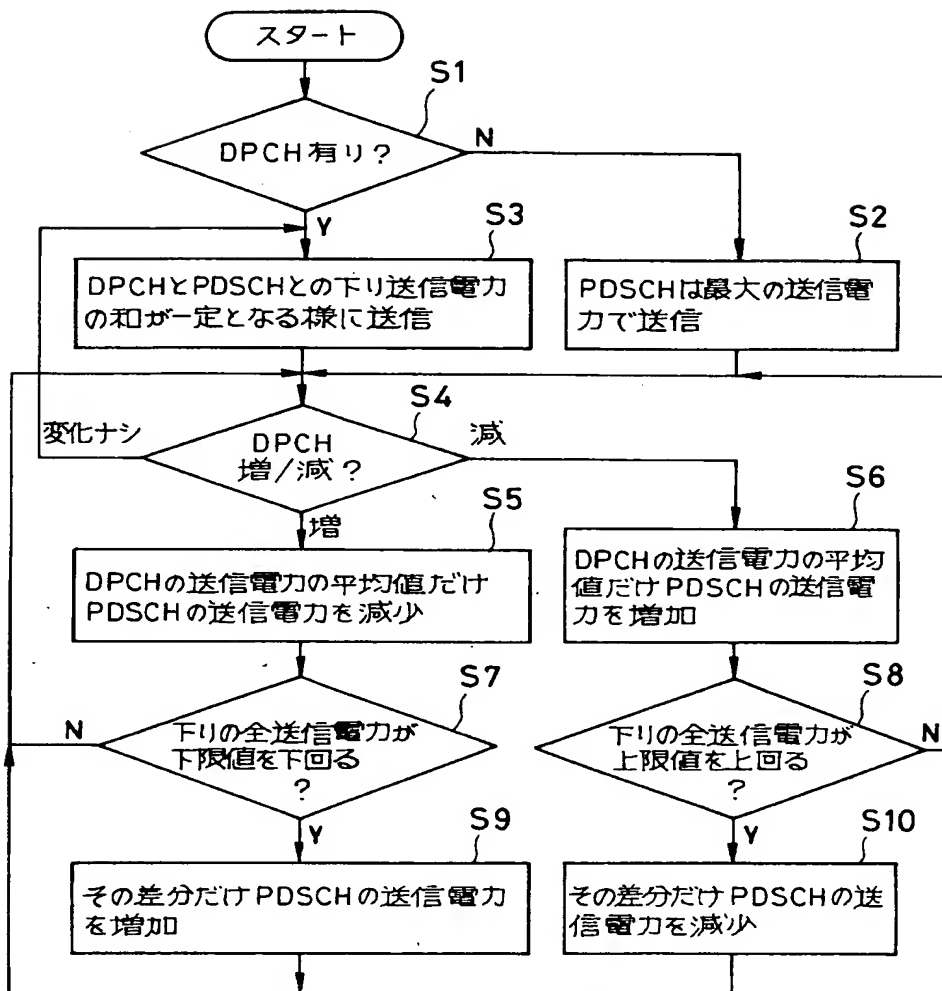 スタート
S1
DPCH有り?
N
Y
S3
S2
DPCHとPDSCHとの下り送信電力
の和が一定となる様に送信
PDSCHは最大の送信電
力で送信
S4
変化ナシ
DPCH
増/減?
減
増
S5
S6
DPCHの送信電力の平均値だけ
PDSCHの送信電力を減少
DPCHの送信電力の平均
値だけPDSCHの送信電
力を増加
S7
S8
N
下りの全送信電力が
下限値を下回る
?
下りの全送信電力が
上限値を上回る
?
N
Y
Y
S9
S10
その差分だけPDSCHの送信電力
を増加
その差分だけPDSCHの送
信電力を減少